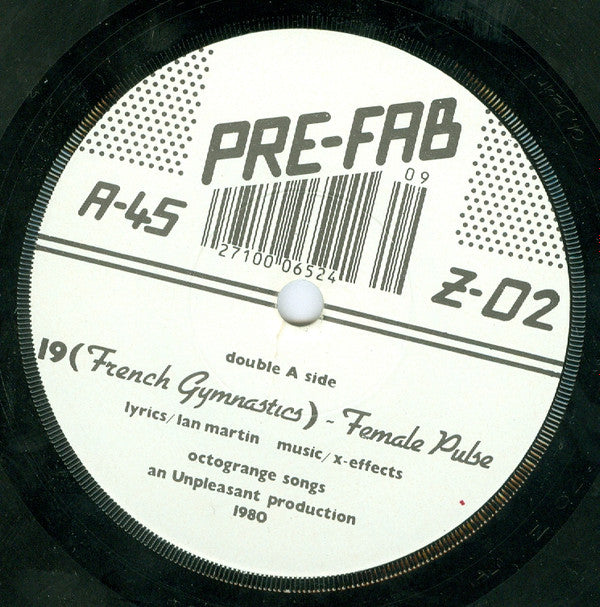 PRE-FAB
09
A-45
27100 06524
Z-02
double A side
19 (French Gymnastics) - Female Pulse
lyrics/Ian martin music/x-effects
octogrange songs
an Unpleasant production
1980